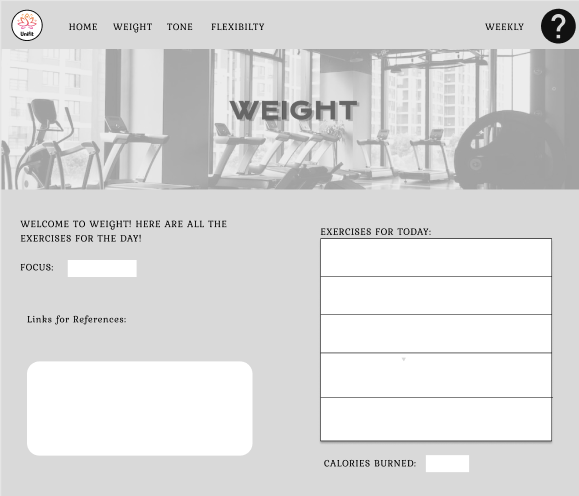 Unifit
HOME WEIGHT TONE FLEXIBILTY WEEKLY ?
WEIGHT
WELCOME TO WEIGHT! HERE ARE ALL THE
EXERCISES FOR THE DAY!
EXERCISES FOR TODAY:
FOCUS:
Links for References:
CALORIES BURNED: